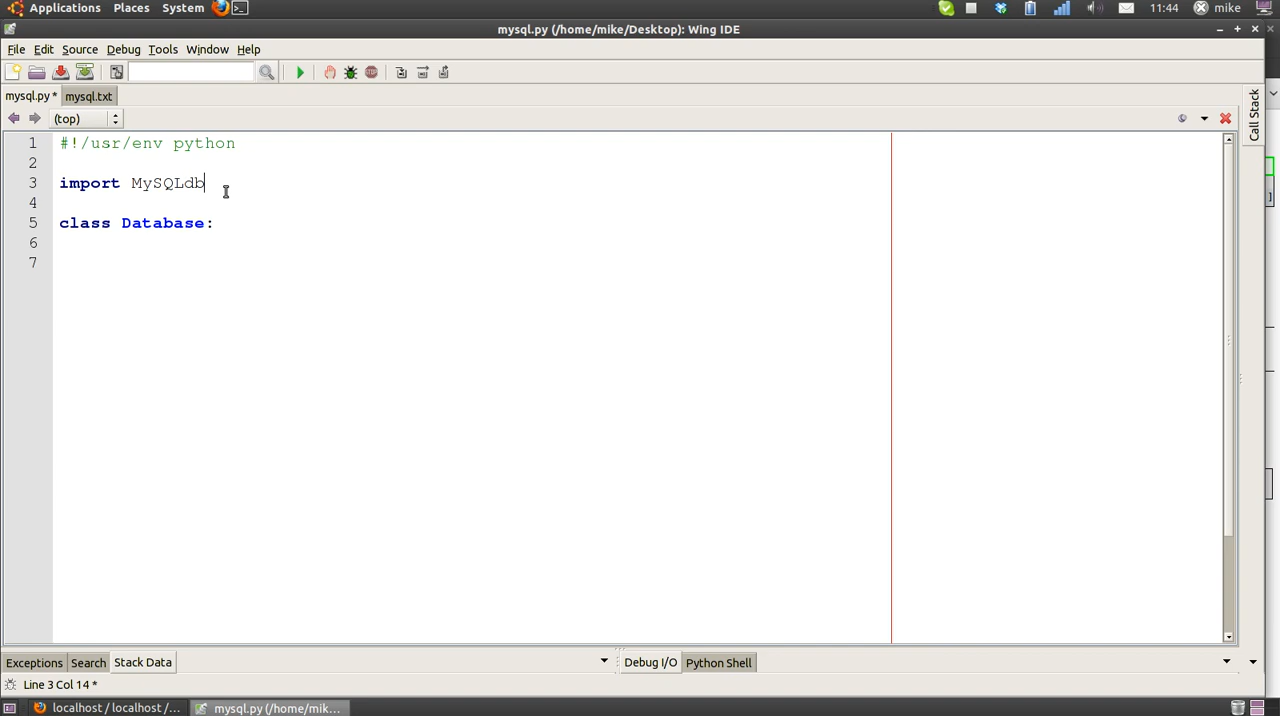 Applications Places System 11:44 mike
mysql.py (/home/mike/Desktop): Wing IDE
File Edit Source Debug Tools Window Help
mysql.py * mysql.txt
(top)
Call Stack
1 #!/usr/env python
2
3 import MySQLdb
4
5 class Database:
6
7
Exceptions Search Stack Data Debug I/O Python Shell
Line 3 Col 14 *
localhost / localhost /... mysql.py (/home/mik...